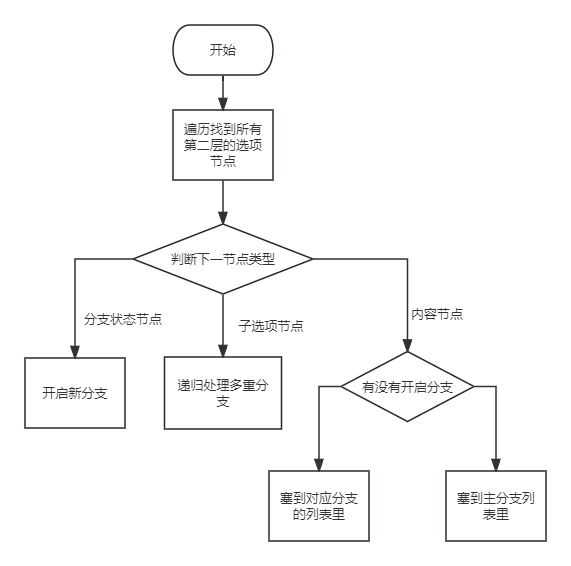 开始
遍历找到所有
第二层的选项
节点
判断下一节点类型
分支状态节点
子选项节点
内容节点
开启新分支
递归处理多重分
支
有没有开启分支
塞到对应分支
的列表里
塞到主分支列
表里